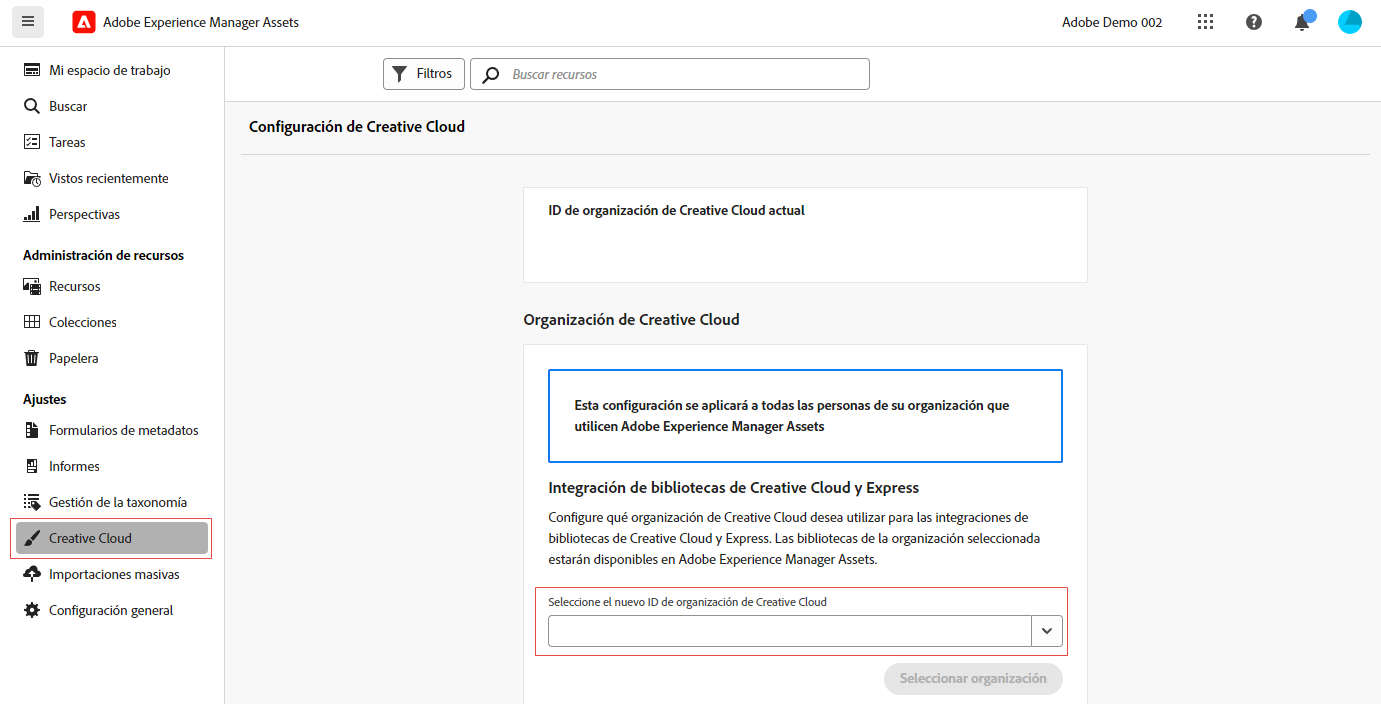 Adobe Experience Manager Assets
Adobe Demo 002
Mi espacio de trabajo
Buscar
Tareas
Vistos recientemente
Perspectivas
Administración de recursos
Recursos
Colecciones
Papelera
Ajustes
Formularios de metadatos
Informes
Gestión de la taxonomía
Creative Cloud
Importaciones masivas
Configuración general
Filtros
Buscar recursos
Configuración de Creative Cloud
ID de organización de Creative Cloud actual
Organización de Creative Cloud
Esta configuración se aplicará a todas las personas de su organización que
utilicen Adobe Experience Manager Assets
Integración de bibliotecas de Creative Cloud y Express
Configure qué organización de Creative Cloud desea utilizar para las integraciones de
bibliotecas de Creative Cloud y Express. Las bibliotecas de la organización seleccionada
estarán disponibles en Adobe Experience Manager Assets.
Seleccione el nuevo ID de organización de Creative Cloud
Seleccionar organización